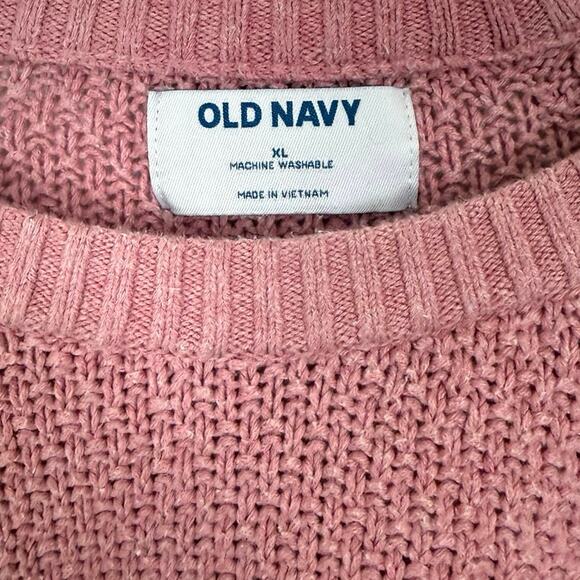 OLD NAVY
XL
MACHINE WASHABLE
MADE IN VIETNAM